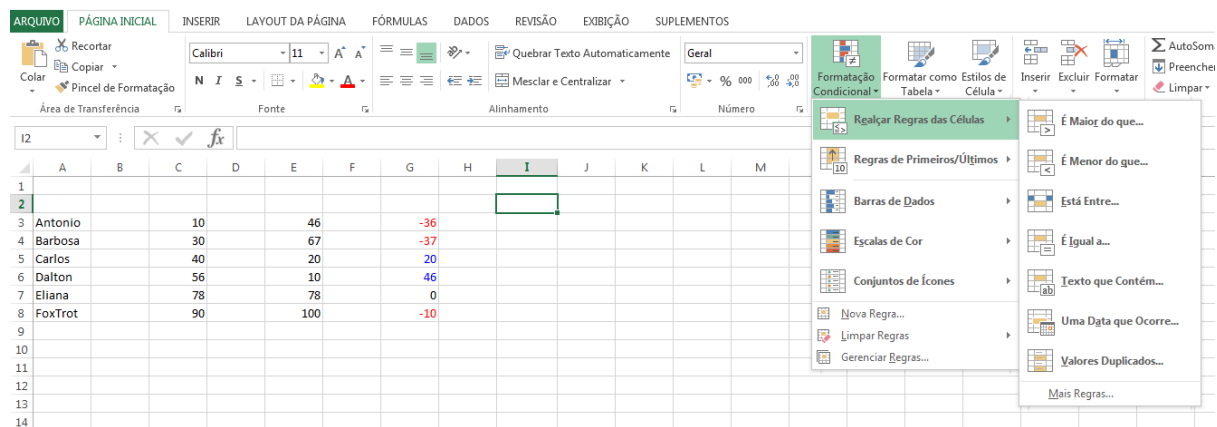 ARQUIVO PÁGINA INICIAL INSERIR LAYOUT DA PÁGINA FÓRMULAS DADOS REVISÃO EXIBIÇÃO SUPLEMENTOS
Colar
Recortar
Copiar
Pincel de Formatação
Área de Transferência
Calibri 11
N I S
Fonte
Quebrar Texto Automaticamente
Mesclar e Centralizar
Alinhamento
Geral
% 000
Número
Formatação Condicional
Formatar como Tabela
Estilos de Célula
Inserir Excluir Formatar
AutoSoma
Preencher
Limpar
I2 fx
A B C D E F G H I J K L M
1
2
3 Antonio 10 46 -36
4 Barbosa 30 67 -37
5 Carlos 40 20 20
6 Dalton 56 10 46
7 Eliana 78 78 0
8 FoxTrot 90 100 -10
9
10
11
12
13
14
Realçar Regras das Células
Regras de Primeiros/Últimos
Barras de Dados
Escalas de Cor
Conjuntos de Ícones
Nova Regra...
Limpar Regras
Gerenciar Regras...
É Maior do que...
É Menor do que...
Está Entre...
É Igual a...
Texto que Contém...
Uma Data que Ocorre...
Valores Duplicados...
Mais Regras...